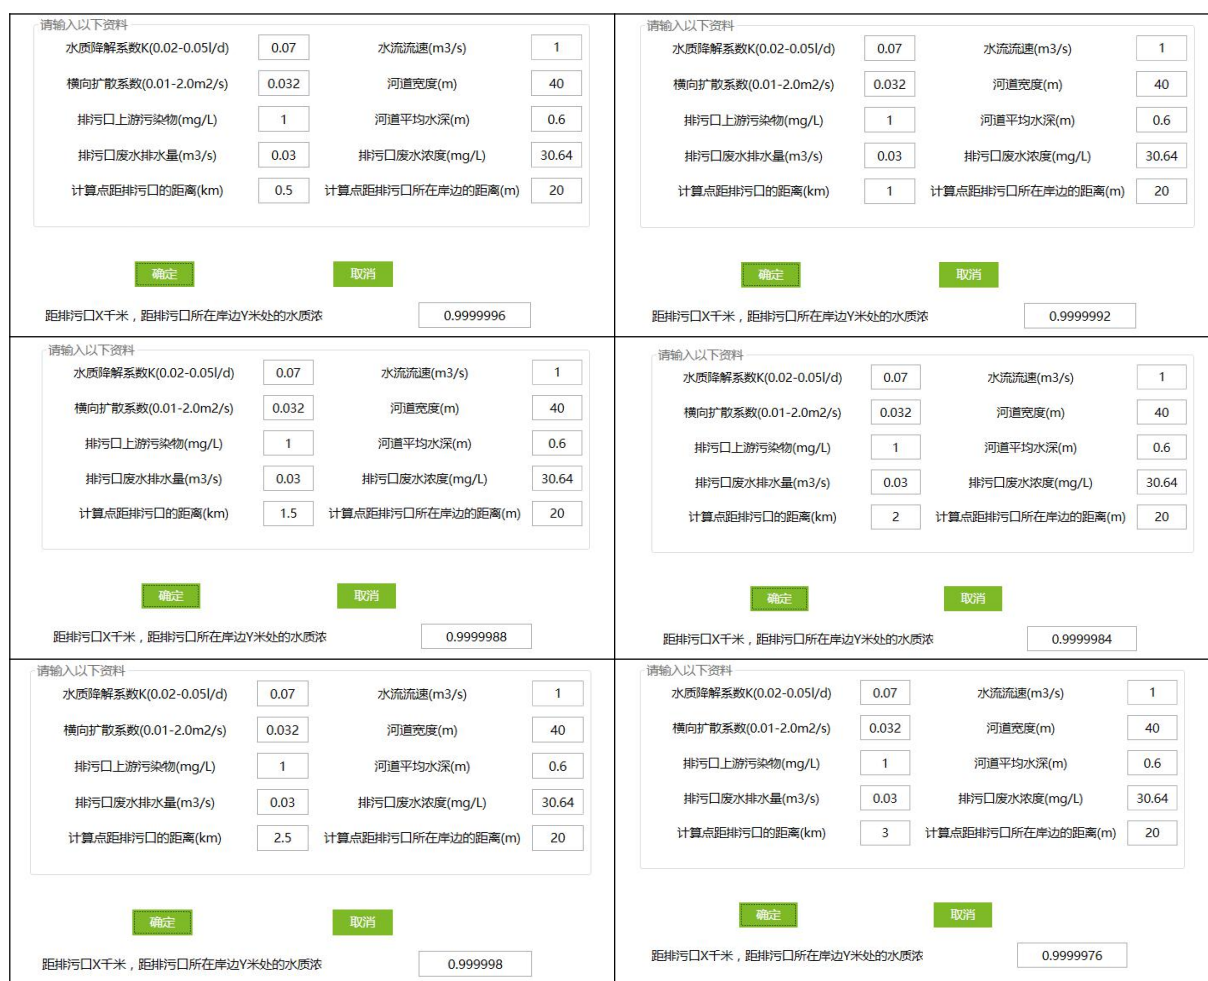 请输入以下资料
水质降解系数K(0.02-0.05l/d) 0.07 水流流速(m3/s) 1
横向扩散系数(0.01-2.0m2/s) 0.032 河道宽度(m) 40
排污口上游污染物(mg/L) 1 河道平均水深(m) 0.6
排污口废水排水量(m3/s) 0.03 排污口废水浓度(mg/L) 30.64
计算点距排污口的距离(km) 0.5 计算点距排污口所在岸边的距离(m) 20
确定 取消
距排污口X千米，距排污口所在岸边Y米处的水质浓 0.9999996
请输入以下资料
水质降解系数K(0.02-0.05l/d) 0.07 水流流速(m3/s) 1
横向扩散系数(0.01-2.0m2/s) 0.032 河道宽度(m) 40
排污口上游污染物(mg/L) 1 河道平均水深(m) 0.6
排污口废水排水量(m3/s) 0.03 排污口废水浓度(mg/L) 30.64
计算点距排污口的距离(km) 1 计算点距排污口所在岸边的距离(m) 20
确定 取消
距排污口X千米，距排污口所在岸边Y米处的水质浓 0.9999992
请输入以下资料
水质降解系数K(0.02-0.05l/d) 0.07 水流流速(m3/s) 1
横向扩散系数(0.01-2.0m2/s) 0.032 河道宽度(m) 40
排污口上游污染物(mg/L) 1 河道平均水深(m) 0.6
排污口废水排水量(m3/s) 0.03 排污口废水浓度(mg/L) 30.64
计算点距排污口的距离(km) 1.5 计算点距排污口所在岸边的距离(m) 20
确定 取消
距排污口X千米，距排污口所在岸边Y米处的水质浓 0.9999988
请输入以下资料
水质降解系数K(0.02-0.05l/d) 0.07 水流流速(m3/s) 1
横向扩散系数(0.01-2.0m2/s) 0.032 河道宽度(m) 40
排污口上游污染物(mg/L) 1 河道平均水深(m) 0.6
排污口废水排水量(m3/s) 0.03 排污口废水浓度(mg/L) 30.64
计算点距排污口的距离(km) 2 计算点距排污口所在岸边的距离(m) 20
确定 取消
距排污口X千米，距排污口所在岸边Y米处的水质浓 0.9999984
请输入以下资料
水质降解系数K(0.02-0.05l/d) 0.07 水流流速(m3/s) 1
横向扩散系数(0.01-2.0m2/s) 0.032 河道宽度(m) 40
排污口上游污染物(mg/L) 1 河道平均水深(m) 0.6
排污口废水排水量(m3/s) 0.03 排污口废水浓度(mg/L) 30.64
计算点距排污口的距离(km) 2.5 计算点距排污口所在岸边的距离(m) 20
确定 取消
距排污口X千米，距排污口所在岸边Y米处的水质浓 0.999998
请输入以下资料
水质降解系数K(0.02-0.05l/d) 0.07 水流流速(m3/s) 1
横向扩散系数(0.01-2.0m2/s) 0.032 河道宽度(m) 40
排污口上游污染物(mg/L) 1 河道平均水深(m) 0.6
排污口废水排水量(m3/s) 0.03 排污口废水浓度(mg/L) 30.64
计算点距排污口的距离(km) 3 计算点距排污口所在岸边的距离(m) 20
确定 取消
距排污口X千米，距排污口所在岸边Y米处的水质浓 0.9999976